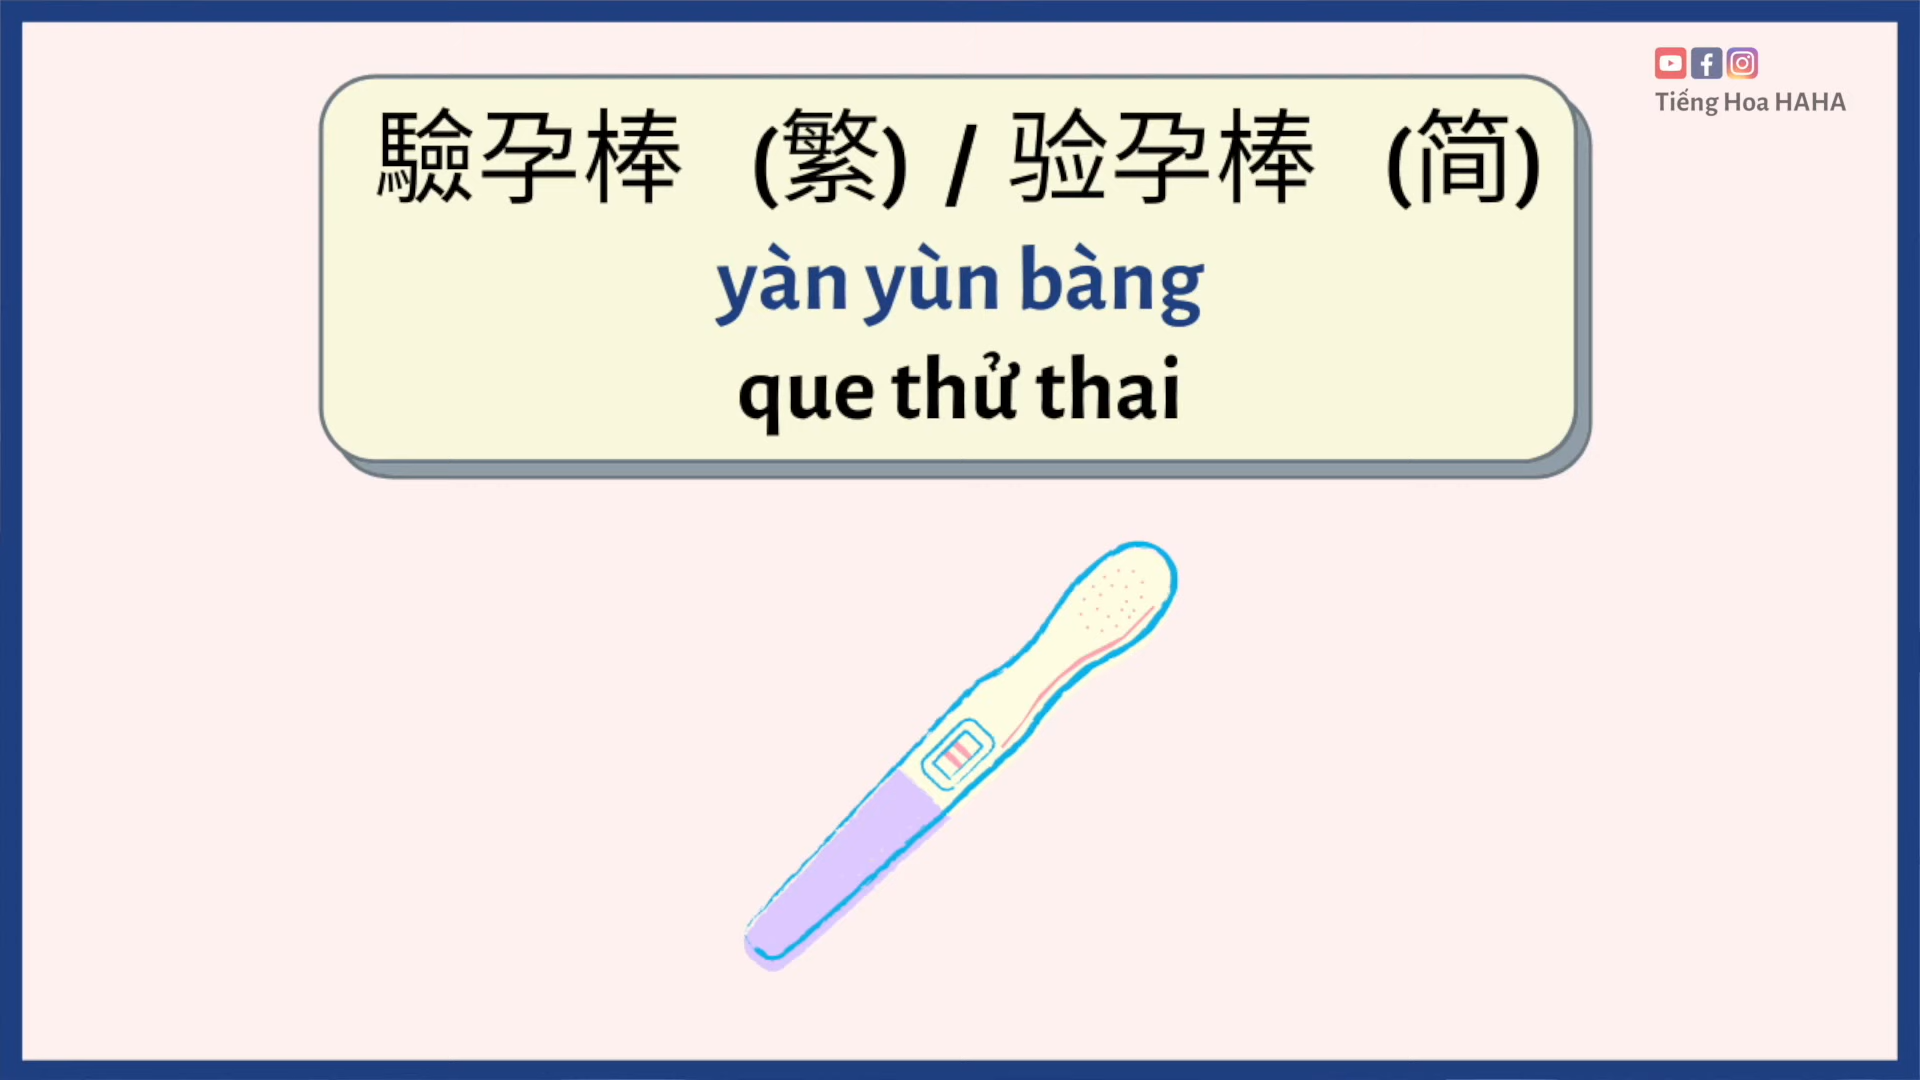 驗孕棒 (繁) / 验孕棒 (简)
yàn yùn bàng
que thử thai
Tiếng Hoa HAHA